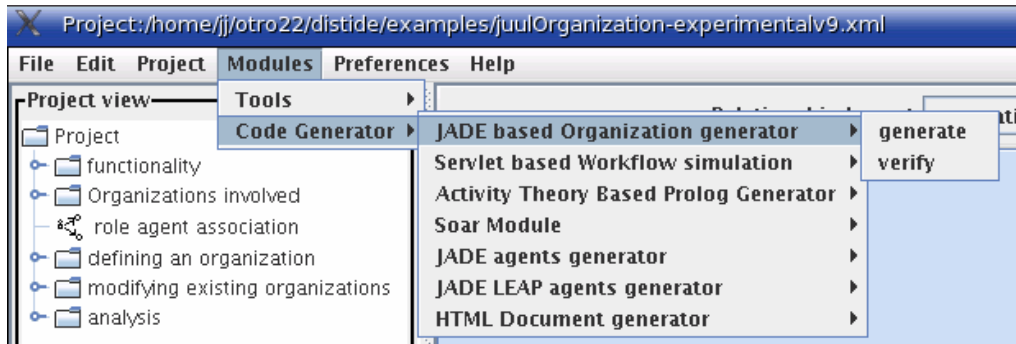 Project:/home/jj/otro22/distide/examples/juulOrganization-experimentalv9.xml
File Edit Project Modules Preferences Help
Project view
Tools
Project
Code Generator
JADE based Organization generator
generate
functionality
Servlet based Workflow simulation
verify
Organizations involved
Activity Theory Based Prolog Generator
role agent association
Soar Module
defining an organization
JADE agents generator
modifying existing organizations
JADE LEAP agents generator
analysis
HTML Document generator